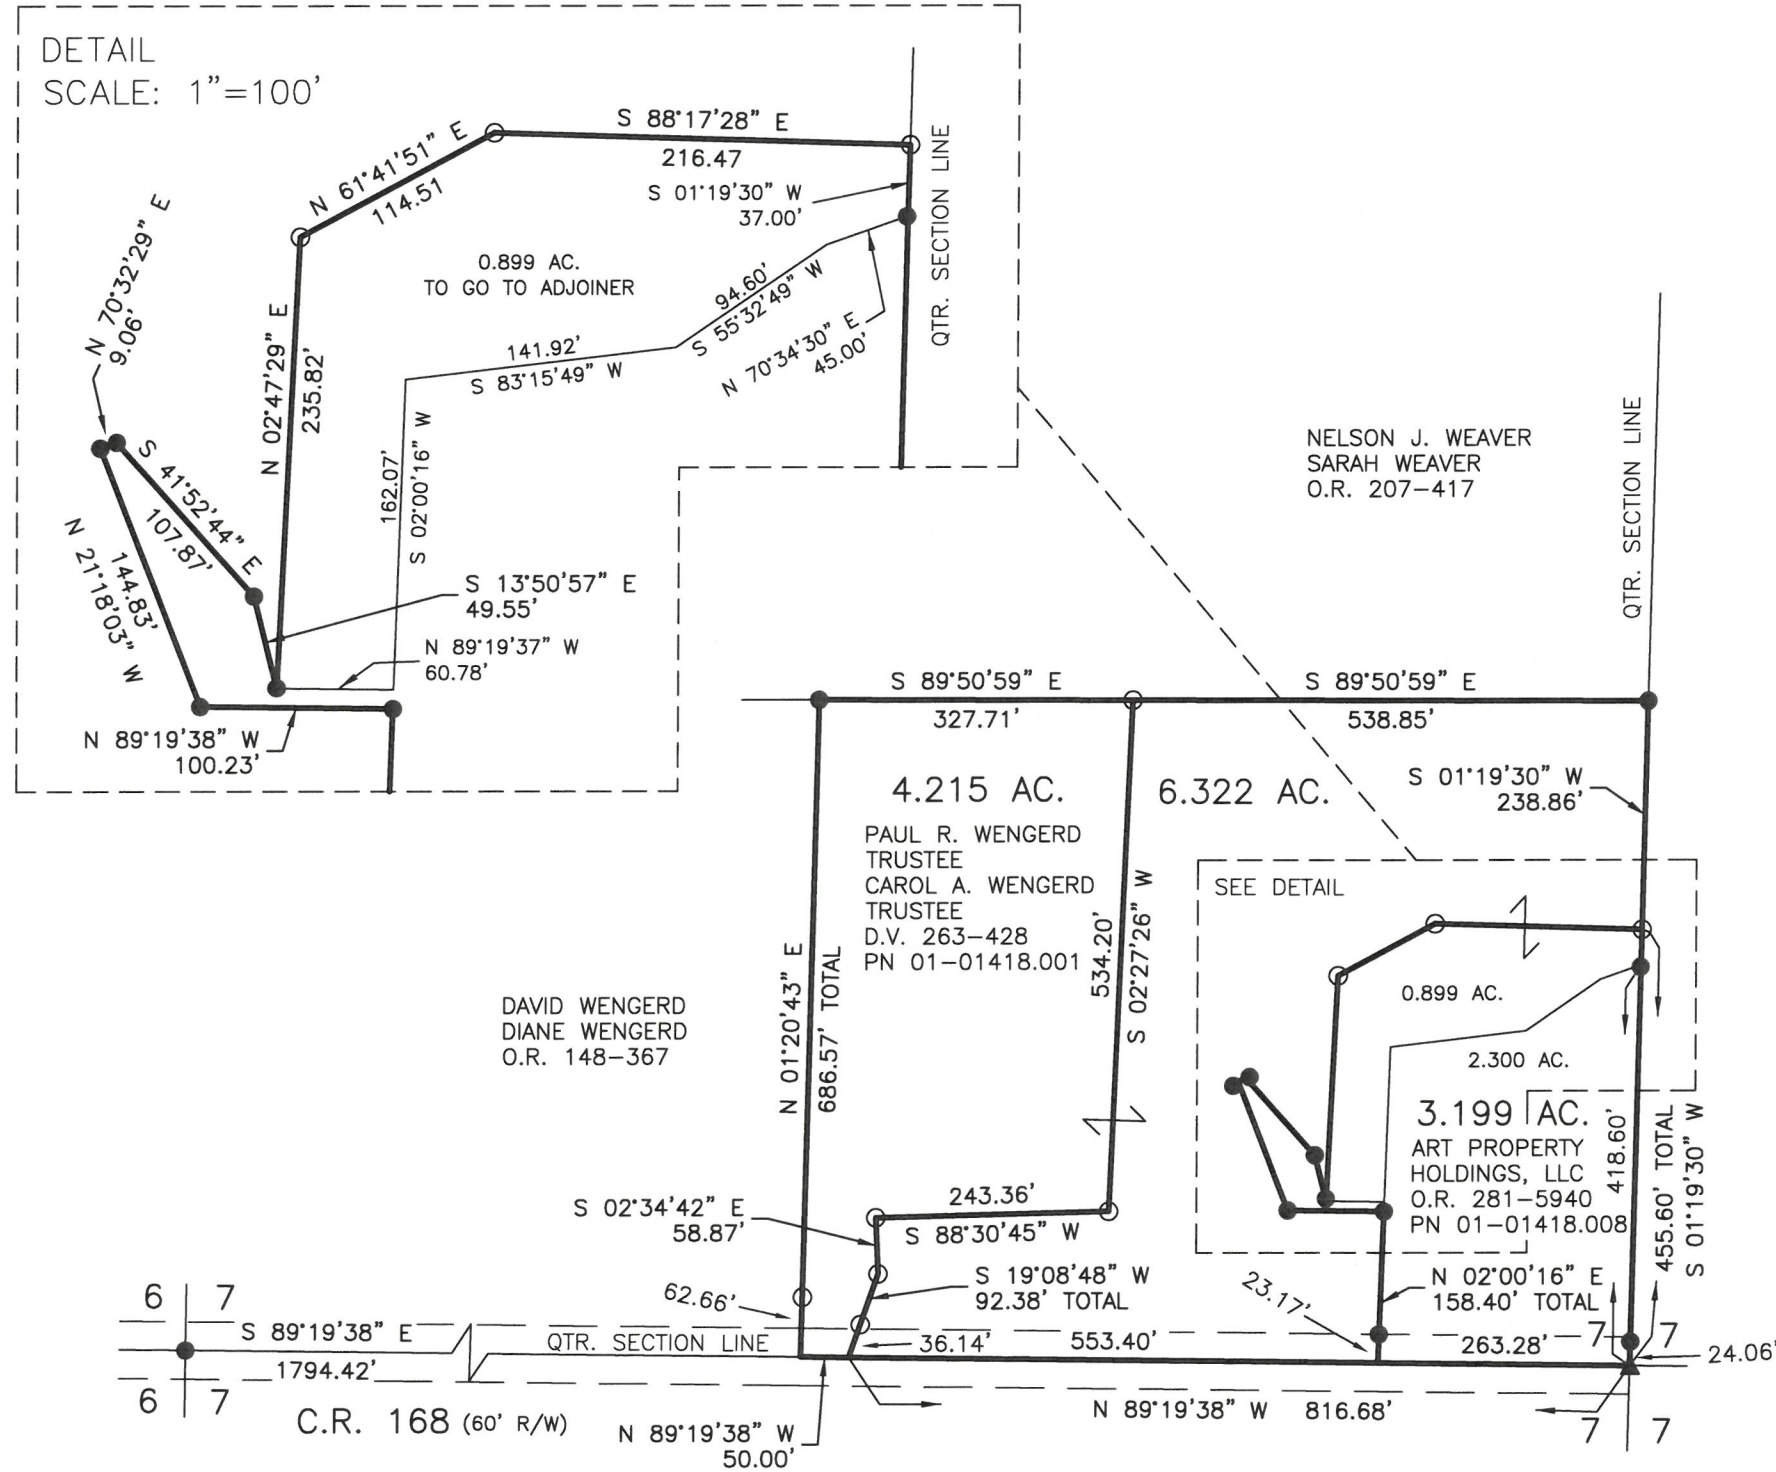 DETAIL
SCALE: 1"=100'
S 88°17'28" E
216.47
N 61°41'51" E
114.51
S 01°19'30" W
37.00'
QTR. SECTION LINE
N 70°32'29" E
9.06'
0.899 AC.
TO GO TO ADJOINER
94.60'
S 55°32'49" W
N 70°34'30" E
45.00'
141.92'
S 83°15'49" W
N 02°47'29" E
235.82'
162.07'
S 02°00'16" W
S 41°52'44" E
107.87'
144.83'
N 21°18'03" W
S 13°50'57" E
49.55'
N 89°19'37" W
60.78'
N 89°19'38" W
100.23'
NELSON J. WEAVER
SARAH WEAVER
O.R. 207-417
QTR. SECTION LINE
S 89°50'59" E
327.71'
S 89°50'59" E
538.85'
4.215 AC.
6.322 AC.
S 01°19'30" W
238.86'
PAUL R. WENGERD
TRUSTEE
CAROL A. WENGERD
TRUSTEE
D.V. 263-428
PN 01-01418.001
SEE DETAIL
N 01°20'43" E
686.57' TOTAL
534.20'
S 02°27'26" W
DAVID WENGERD
DIANE WENGERD
O.R. 148-367
0.899 AC.
2.300 AC.
3.199 AC.
ART PROPERTY
HOLDINGS, LLC
O.R. 281-5940
PN 01-01418.008
418.60'
455.60' TOTAL
S 01°19'30" W
243.36'
S 88°30'45" W
S 02°34'42" E
58.87'
S 19°08'48" W
92.38' TOTAL
62.66'
36.14'
553.40'
23.17'
N 02°00'16" E
158.40' TOTAL
263.28'
7 7
24.06'
6 7
S 89°19'38" E
1794.42'
QTR. SECTION LINE
6 7
C.R. 168 (60' R/W)
N 89°19'38" W
50.00'
N 89°19'38" W 816.68'
7 7